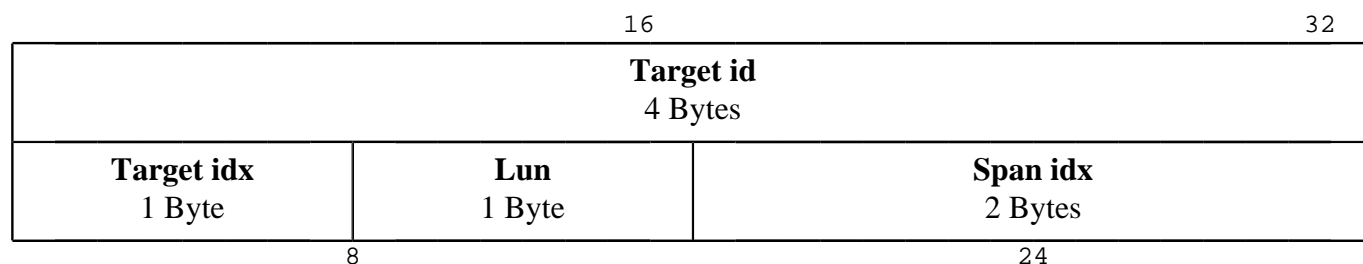 16 32
Target id
4 Bytes
Target idx Lun Span idx
1 Byte 1 Byte 2 Bytes
8 24